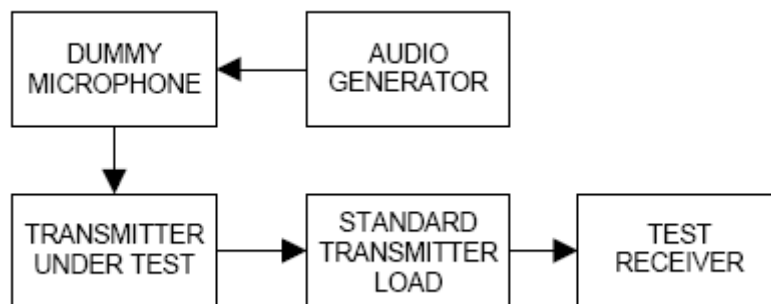 DUMMY
MICROPHONE
AUDIO
GENERATOR
TRANSMITTER
UNDER TEST
STANDARD
TRANSMITTER
LOAD
TEST
RECEIVER